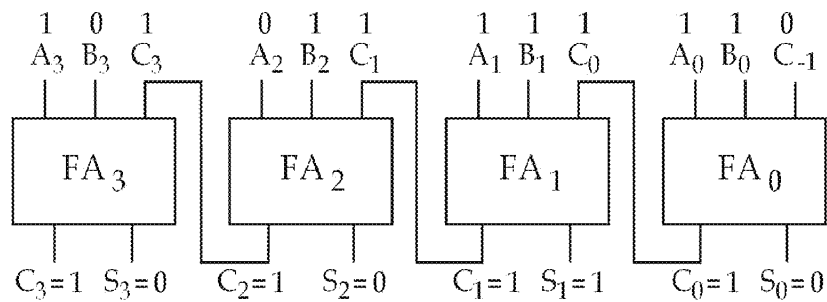 1 0 1 0 1 1 1 1 1 1 1 0
A3 B3 C3 A2 B2 C1 A1 B1 C0 A0 B0 C-1
FA3 FA2 FA1 FA0
C3=1 S3=0 C2=1 S2=0 C1=1 S1=1 C0=1 S0=0